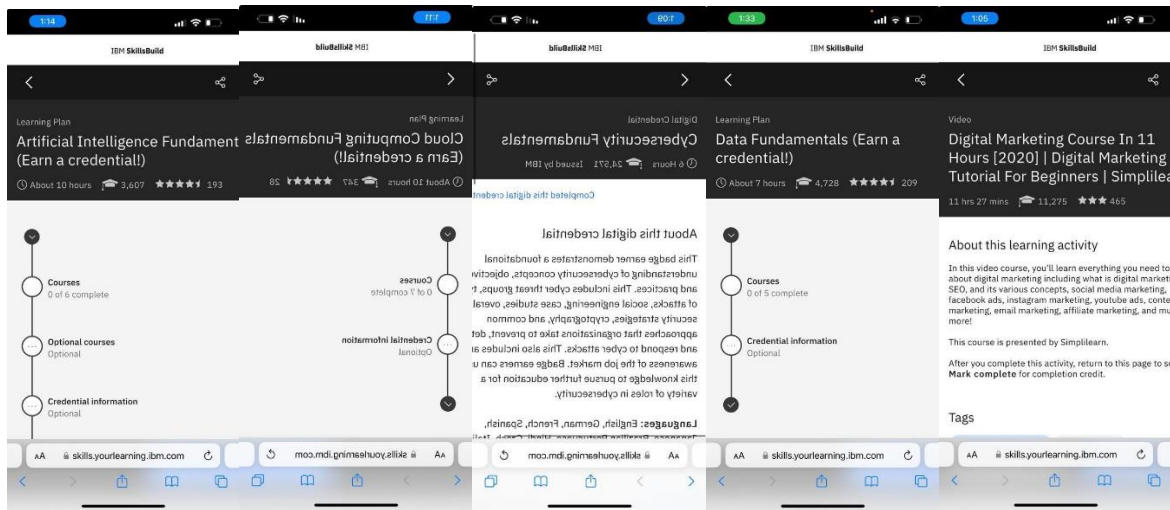 1:14
IBM SkillsBuild
Learning Plan
Artificial Intelligence Fundament
(Earn a credential!)
About 10 hours 3,607 193
Courses
0 of 6 complete
Optional courses
Optional
Credential information
Optional
AA skills.yourlearning.ibm.com
1:11
IBM SkillsBuild
Learning Plan
Cloud Computing Fundamentals
(Earn a credential!)
About 10 hours 347 28
Courses
0 of 7 complete
Credential information
Optional
AA skills.yourlearning.ibm.com
1:09
IBM SkillsBuild
Digital Credential
Cybersecurity Fundamentals
6 Hours 24,571 Issued by IBM
Completed this digital credent
About this digital credential
This badge earner demonstrates a foundational
understanding of cybersecurity concepts, objective
and practices. This includes cyber threat groups,
of attacks, social engineering, case studies, overal
security strategies, cryptography, and common
approaches that organizations take to prevent, det
and respond to cyber attacks. This also includes
awareness of the job market. Badge earners can
this knowledge to pursue further education for a
variety of roles in cybersecurity.
Languages: English, German, French, Spanish,
AA skills.yourlearning.ibm.com
1:33
IBM SkillsBuild
Learning Plan
Data Fundamentals (Earn a
credential!)
About 7 hours 4,728 209
Courses
0 of 5 complete
Credential information
Optional
AA skills.yourlearning.ibm.com
1:05
IBM SkillsBuild
Video
Digital Marketing Course In 11
Hours [2020] | Digital Marketing
Tutorial For Beginners | Simplilea
11 hrs 27 mins 11,275 465
About this learning activity
In this video course, you'll learn everything you need to
about digital marketing including what is digital marketi
SEO, and its various concepts, social media marketing,
facebook ads, instagram marketing, youtube ads, conte
marketing, email marketing, affiliate marketing, and mu
more!
This course is presented by Simplilearn.
After you complete this activity, return to this page to se
Mark complete for completion credit.
Tags
AA skills.yourlearning.ibm.com